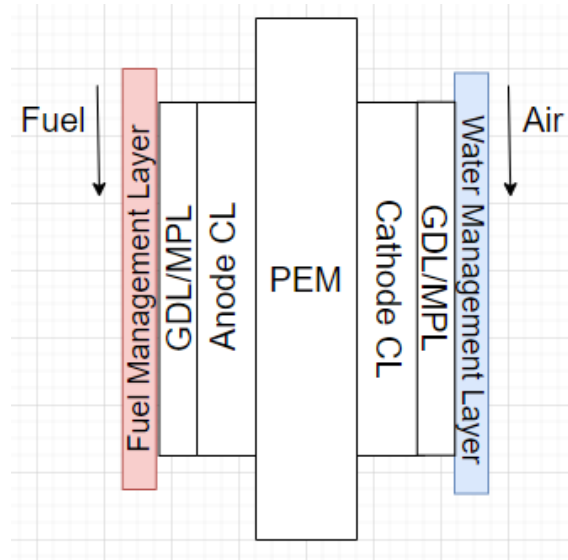 Fuel
Fuel Management Layer
GDL/MPL
Anode CL
PEM
Cathode CL
GDL/MPL
Water Management Layer
Air